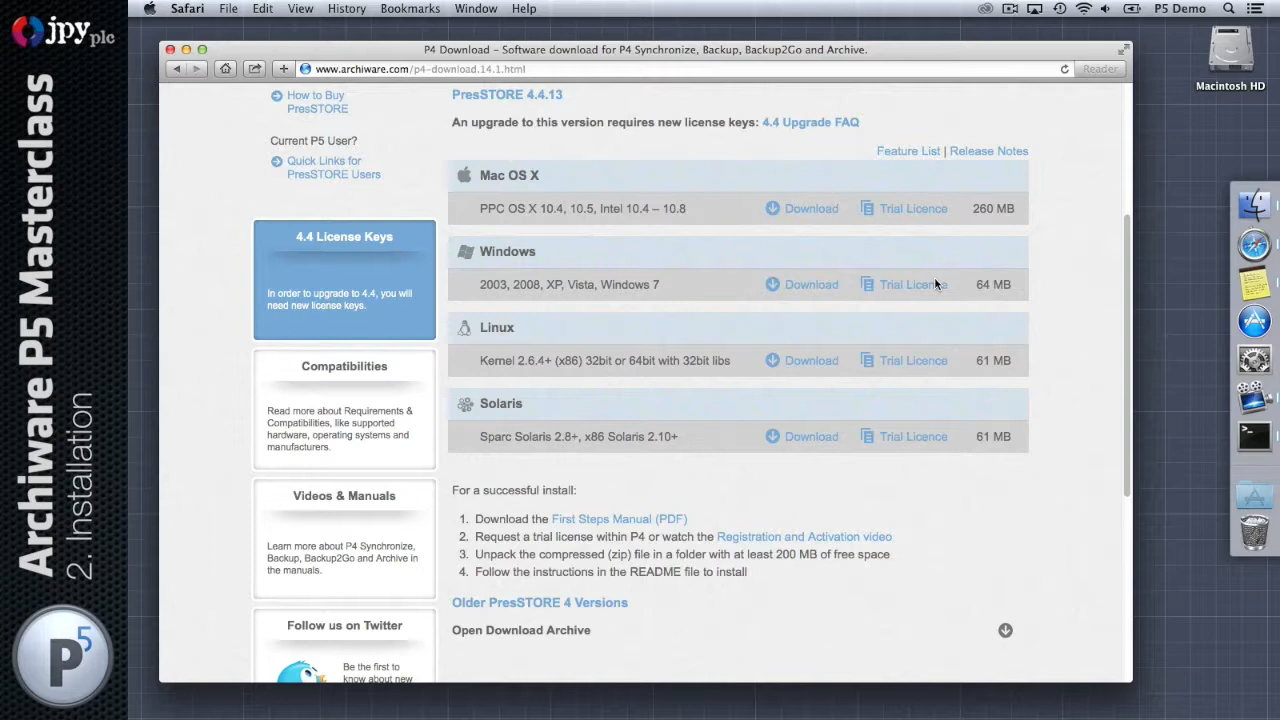 jpy plc
Archiware P5 Masterclass
2. Installation
P5
Safari File Edit View History Bookmarks Window Help
P5 Demo
Macintosh HD
P4 Download - Software download for P4 Synchronize, Backup, Backup2Go and Archive.
www.archiware.com/p4-download.14.1.html
Reader
How to Buy
PresSTORE
Current P5 User?
Quick Links for
PresSTORE Users
4.4 License Keys
In order to upgrade to 4.4, you will
need new license keys.
Compatibilities
Read more about Requirements &
Compatibilities, like supported
hardware, operating systems and
manufacturers.
Videos & Manuals
Learn more about P4 Synchronize,
Backup, Backup2Go and Archive in
the manuals.
Follow us on Twitter
Be the first to
know about new
PresSTORE 4.4.13
An upgrade to this version requires new license keys: 4.4 Upgrade FAQ
Feature List | Release Notes
Mac OS X
PPC OS X 10.4, 10.5, Intel 10.4 – 10.8 Download Trial Licence 260 MB
Windows
2003, 2008, XP, Vista, Windows 7 Download Trial Licence 64 MB
Linux
Kernel 2.6.4+ (x86) 32bit or 64bit with 32bit libs Download Trial Licence 61 MB
Solaris
Sparc Solaris 2.8+, x86 Solaris 2.10+ Download Trial Licence 61 MB
For a successful install:
1. Download the First Steps Manual (PDF)
2. Request a trial license within P4 or watch the Registration and Activation video
3. Unpack the compressed (zip) file in a folder with at least 200 MB of free space
4. Follow the instructions in the README file to install
Older PresSTORE 4 Versions
Open Download Archive